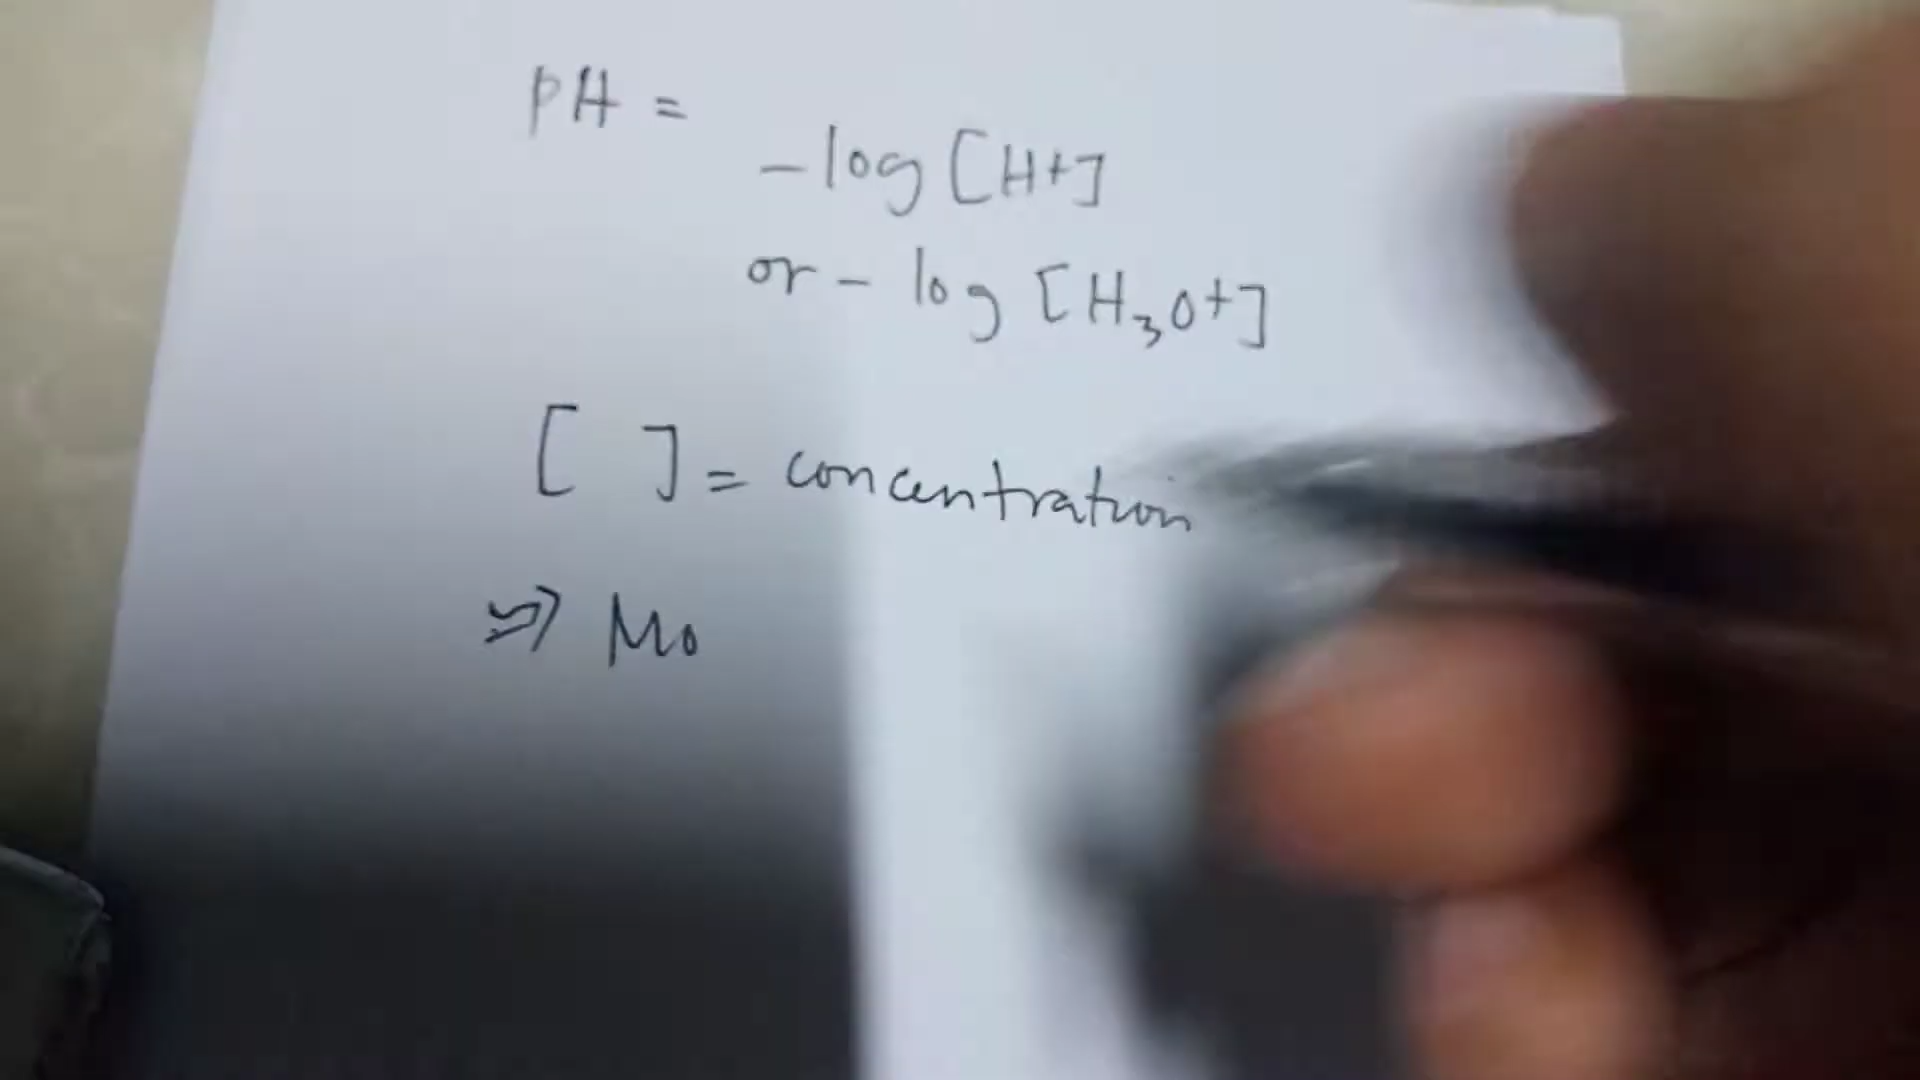 pH =
- log [H+]
or - log [H₃O+]
[ ] = concentration
⇒ Mo